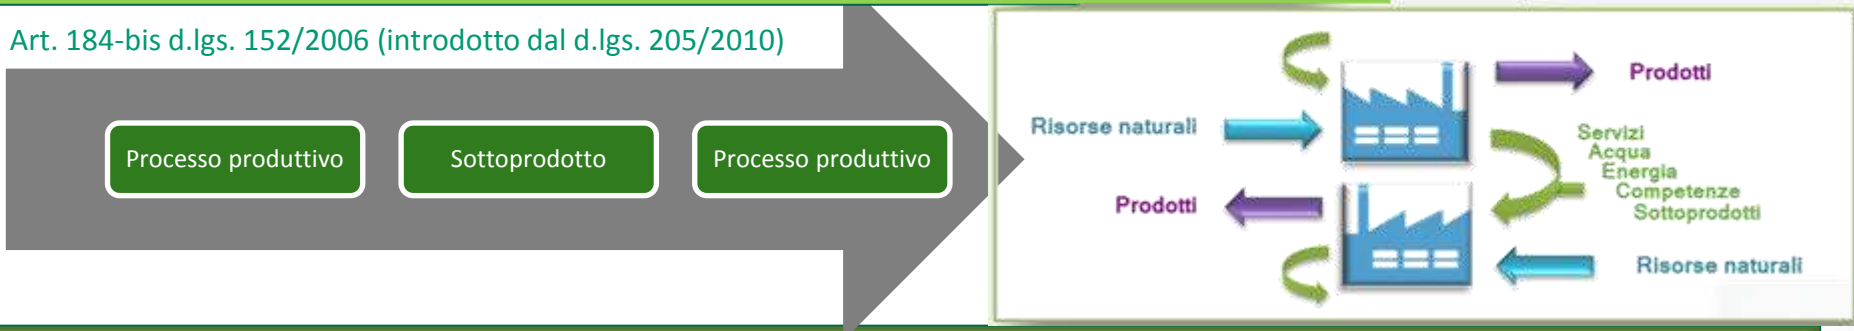 Art. 184-bis d.lgs. 152/2006 (introdotto dal d.lgs. 205/2010)
Processo produttivo
Sottoprodotto
Processo produttivo
Prodotti
Risorse naturali
Servizi
Acqua
Energia
Competenze
Sottoprodotti
Prodotti
Risorse naturali